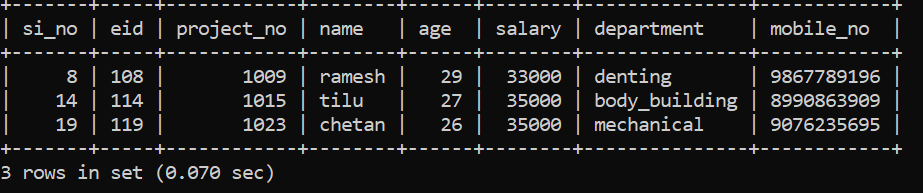 | si_no | eid | project_no | name | age | salary | department | mobile_no |
| 8 | 108 | 1009 | ramesh | 29 | 33000 | denting | 9867789196 |
| 14 | 114 | 1015 | tilu | 27 | 35000 | body_building | 8990863909 |
| 19 | 119 | 1023 | chetan | 26 | 35000 | mechanical | 9076235695 |
3 rows in set (0.070 sec)